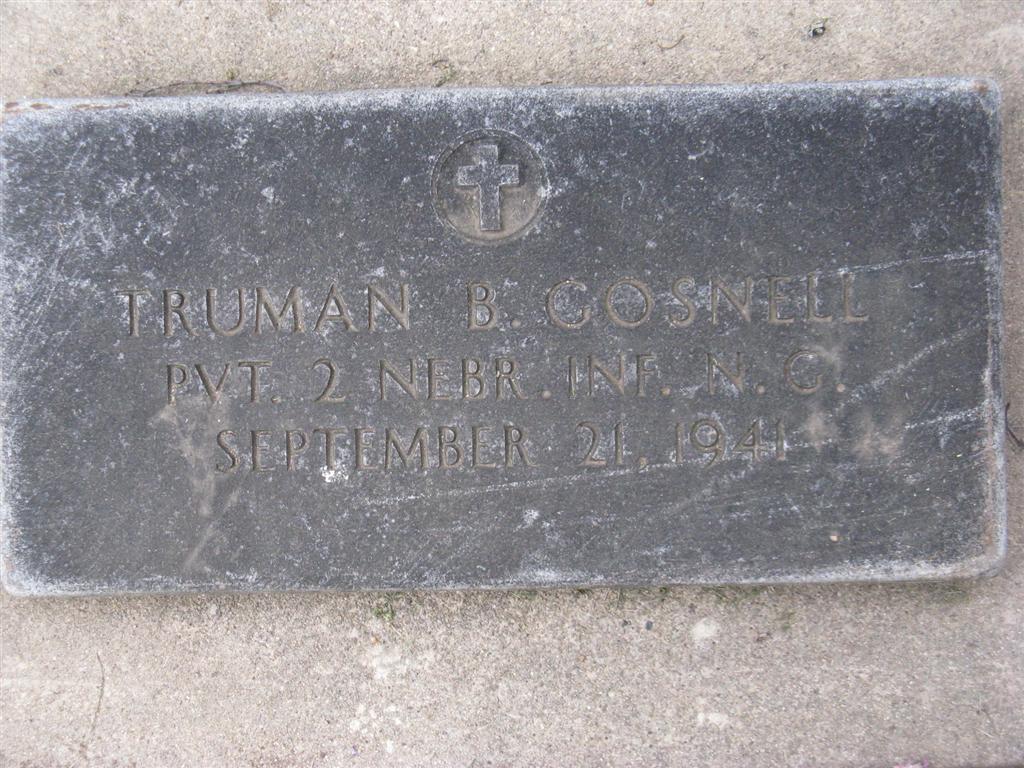 TRUMAN B. GOSNELL
PVT. 2 NEBR. INF. N. G.
SEPTEMBER 21, 1941